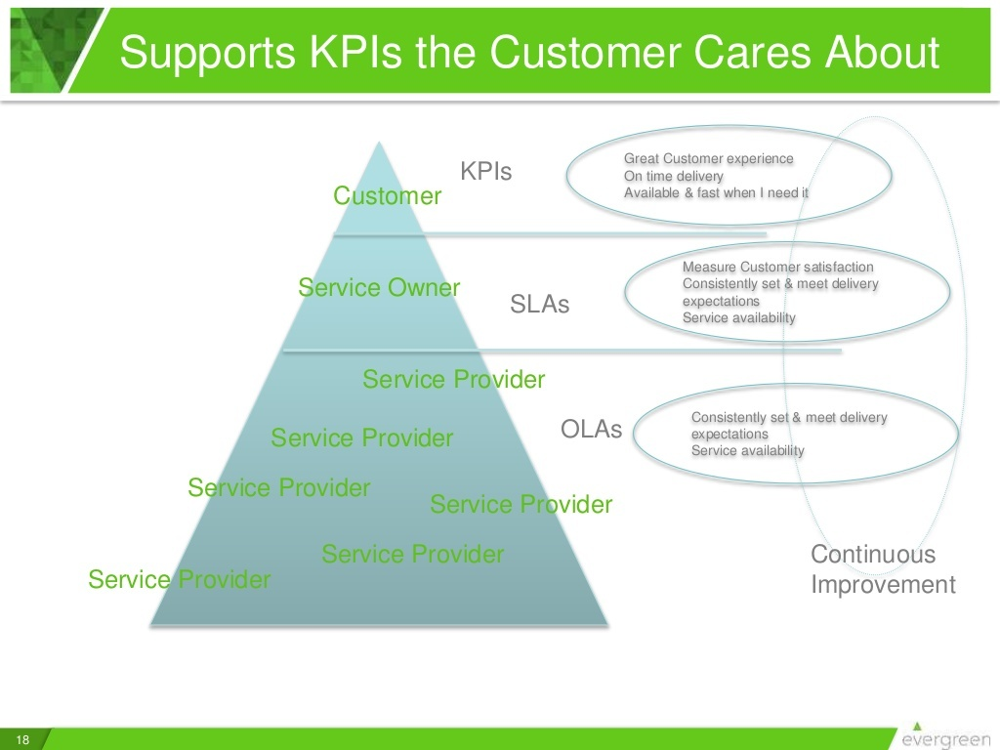 Supports KPIs the Customer Cares About
KPIs
Great Customer experience
On time delivery
Available & fast when I need it
Customer
Service Owner
SLAs
Measure Customer satisfaction
Consistently set & meet delivery
expectations
Service availability
Service Provider
OLAs
Consistently set & meet delivery
expectations
Service availability
Service Provider
Service Provider
Service Provider
Service Provider
Service Provider
Continuous
Improvement
18
evergreen